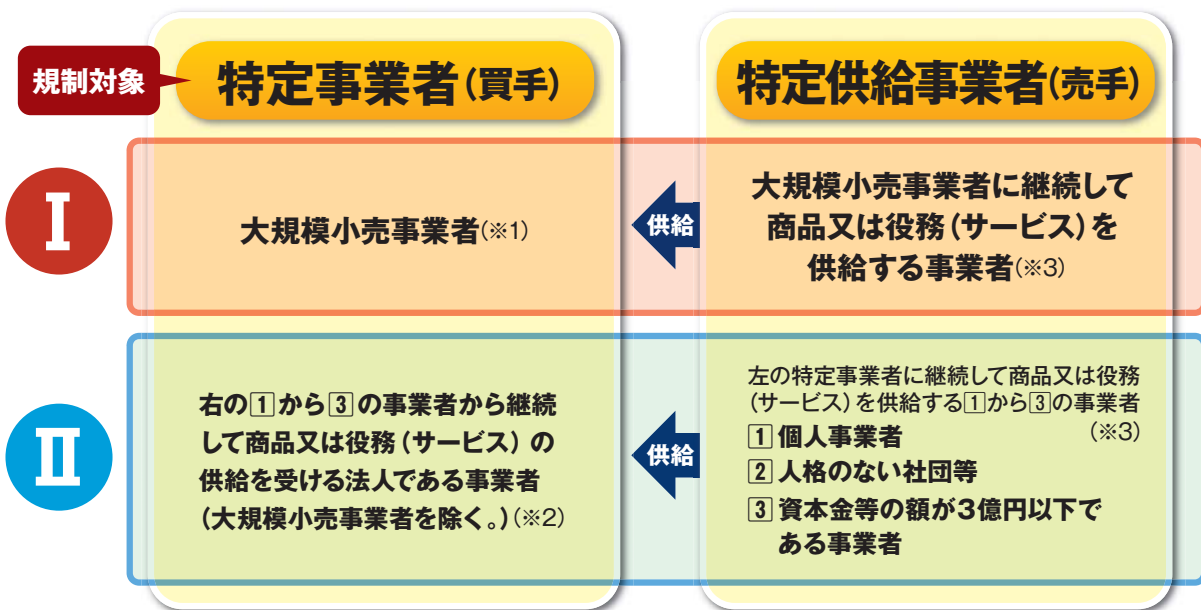 規制対象
特定事業者(買手)
特定供給事業者(売手)
Ⅰ
大規模小売事業者(※1)
供給
大規模小売事業者に継続して
商品又は役務(サービス)を
供給する事業者(※3)
Ⅱ
右の1から3の事業者から継続
して商品又は役務(サービス)の
供給を受ける法人である事業者
(大規模小売事業者を除く。)(※2)
供給
左の特定事業者に継続して商品又は役務
(サービス)を供給する1から3の事業者
(※3)
1 個人事業者
2 人格のない社団等
3 資本金等の額が3億円以下で
ある事業者